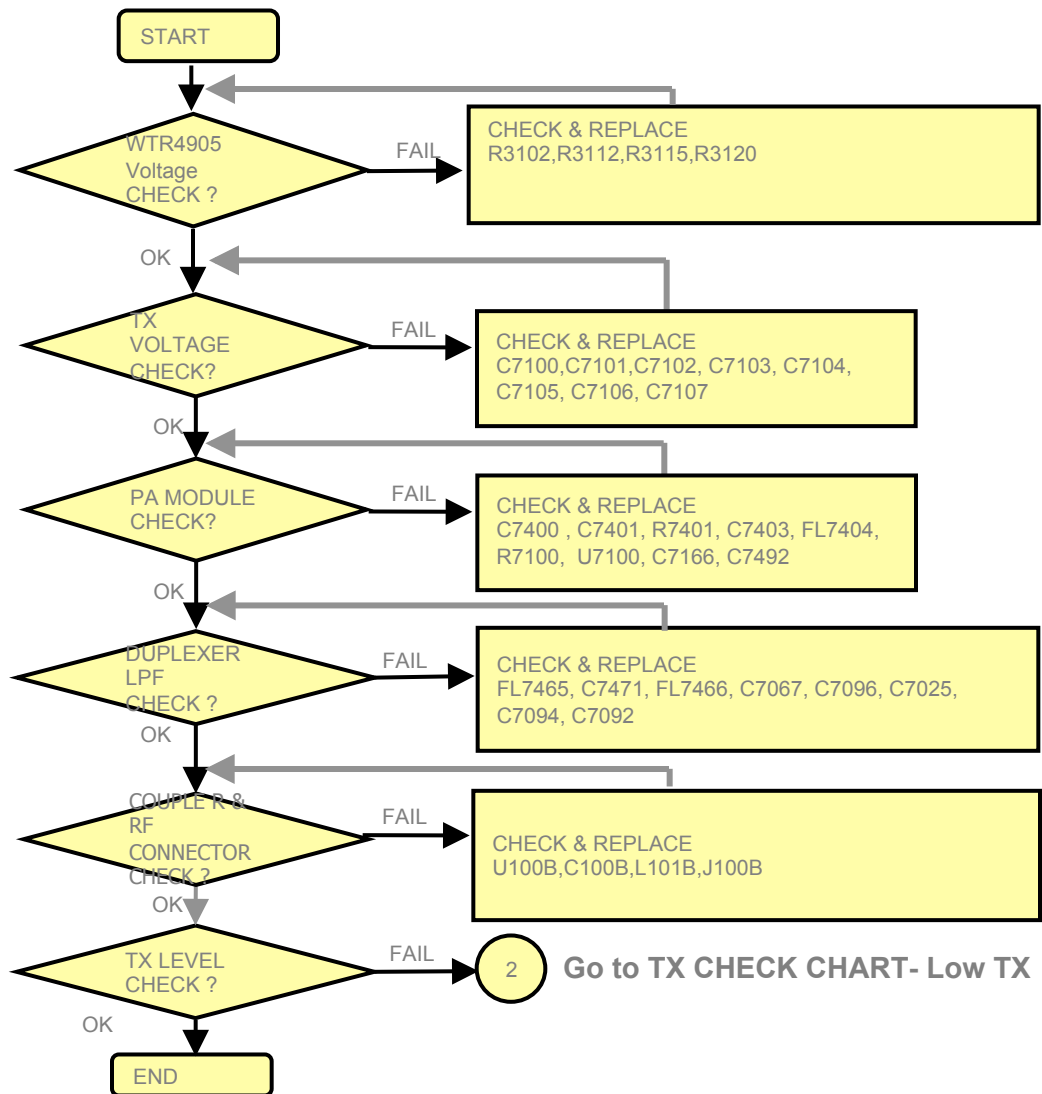 START
WTR4905
Voltage
CHECK ?
FAIL
CHECK & REPLACE
R3102,R3112,R3115,R3120
OK
TX
VOLTAGE
CHECK?
FAIL
CHECK & REPLACE
C7100,C7101,C7102, C7103, C7104,
C7105, C7106, C7107
OK
PA MODULE
CHECK?
FAIL
CHECK & REPLACE
C7400 , C7401, R7401, C7403, FL7404,
R7100, U7100, C7166, C7492
OK
DUPLEXER
LPF
CHECK ?
FAIL
CHECK & REPLACE
FL7465, C7471, FL7466, C7067, C7096, C7025,
C7094, C7092
OK
COUPLE R &
RF
CONNECTOR
CHECK ?
FAIL
CHECK & REPLACE
U100B,C100B,L101B,J100B
OK
TX LEVEL
CHECK ?
FAIL
2
Go to TX CHECK CHART- Low TX
OK
END